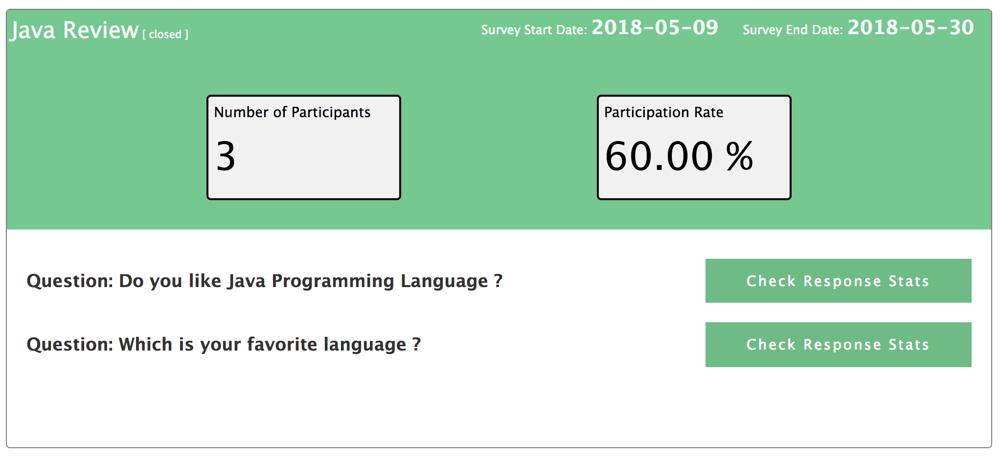 Java Review [ closed ] Survey Start Date: 2018-05-09 Survey End Date: 2018-05-30
Number of Participants
3
Participation Rate
60.00 %
Question: Do you like Java Programming Language ?
Check Response Stats
Question: Which is your favorite language ?
Check Response Stats